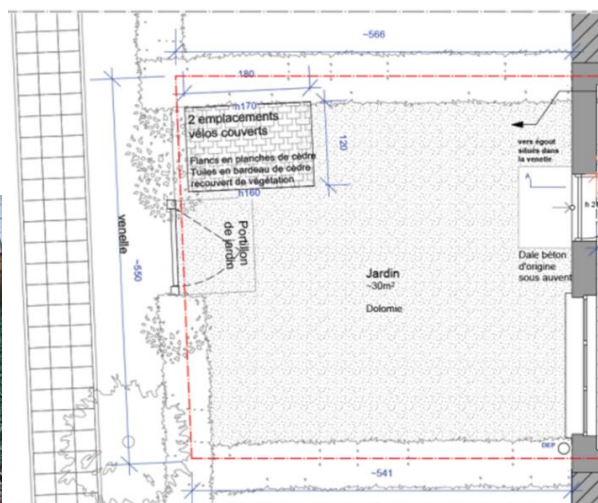 ~566
180
h170
2 emplacements
vélos couverts
Flancs en planches de cèdre
Tuiles en bardeau de cèdre
recouvert de végétation
h160
120
vers égout
situés dans
la venelle
A
venelle
~550
Portillon
de jardin
Jardin
~30m²
Dolomie
Dale bèton
d'origine
sous auvent
DEP
~541